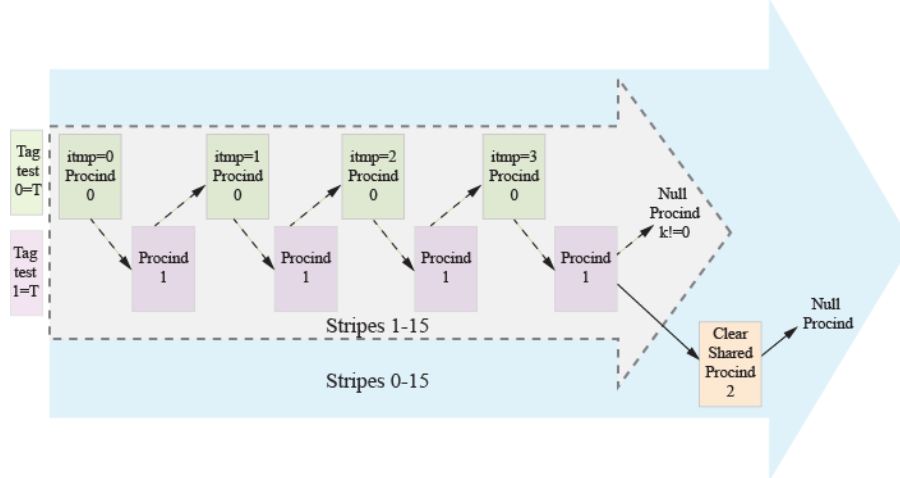 Tag
test
0=T
itmp=0
Procind
0
itmp=1
Procind
0
itmp=2
Procind
0
itmp=3
Procind
0
Tag
test
1=T
Procind
1
Procind
1
Procind
1
Procind
1
Null
Procind
k!=0
Stripes 1-15
Clear
Shared
Procind
2
Null
Procind
Stripes 0-15